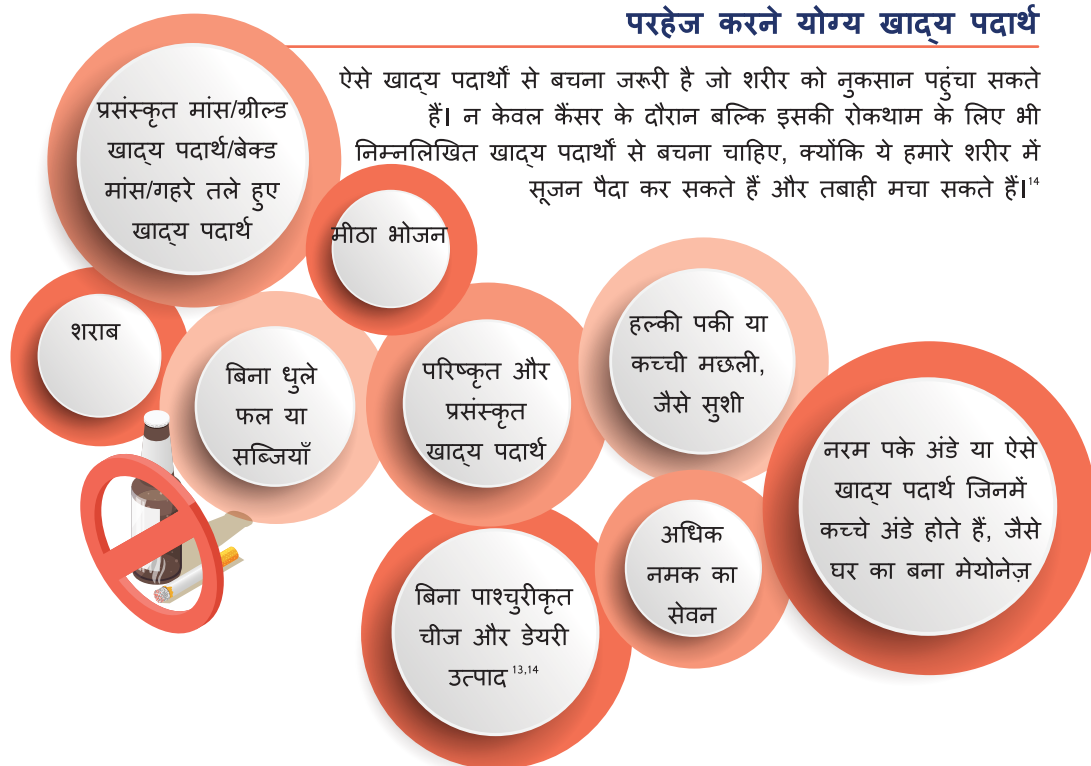 परहेज करने योग्य खाद्य पदार्थ
ऐसे खाद्य पदार्थों से बचना जरूरी है जो शरीर को नुकसान पहुंचा सकते
हैं। न केवल कैंसर के दौरान बल्कि इसकी रोकथाम के लिए भी
निम्नलिखित खाद्य पदार्थों से बचना चाहिए, क्योंकि ये हमारे शरीर में
सूजन पैदा कर सकते हैं और तबाही मचा सकते हैं।14
प्रसंस्कृत मांस/ग्रील्ड
खाद्य पदार्थ/बेक्ड
मांस/गहरे तले हुए
खाद्य पदार्थ
मीठा भोजन
शराब
बिना धुले
फल या
सब्जियाँ
परिष्कृत और
प्रसंस्कृत
खाद्य पदार्थ
हल्की पकी या
कच्ची मछली,
जैसे सुशी
नरम पके अंडे या ऐसे
खाद्य पदार्थ जिनमें
कच्चे अंडे होते हैं, जैसे
घर का बना मेयोनेज़
अधिक
नमक का
सेवन
बिना पाश्चुरीकृत
चीज और डेयरी
उत्पाद 13,14